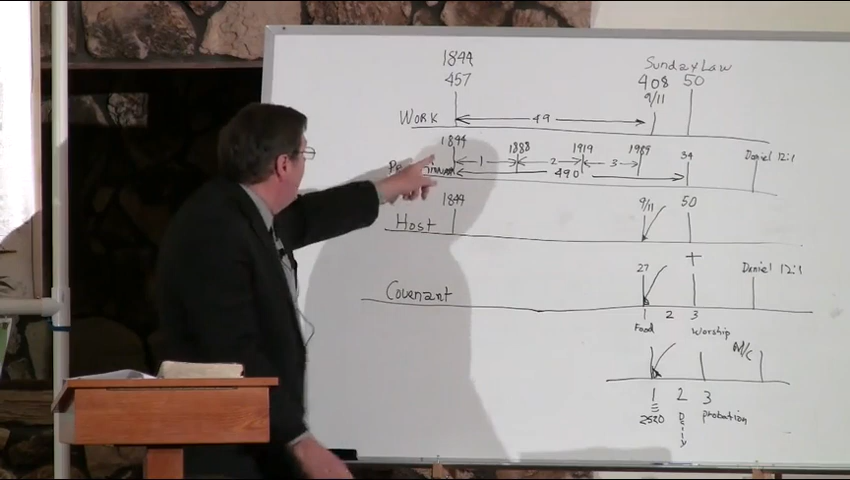 1844 Sunday Law
457 408 50
9/11
WORK 49
1844 1888 1919 1989 34 Daniel 12:1
1 2 3
490
1844 9/11 50
Host
+
27 Daniel 12:1
Covenant
1 2 3
Food Worship
M/C
1 2 3
2520 Daily probation